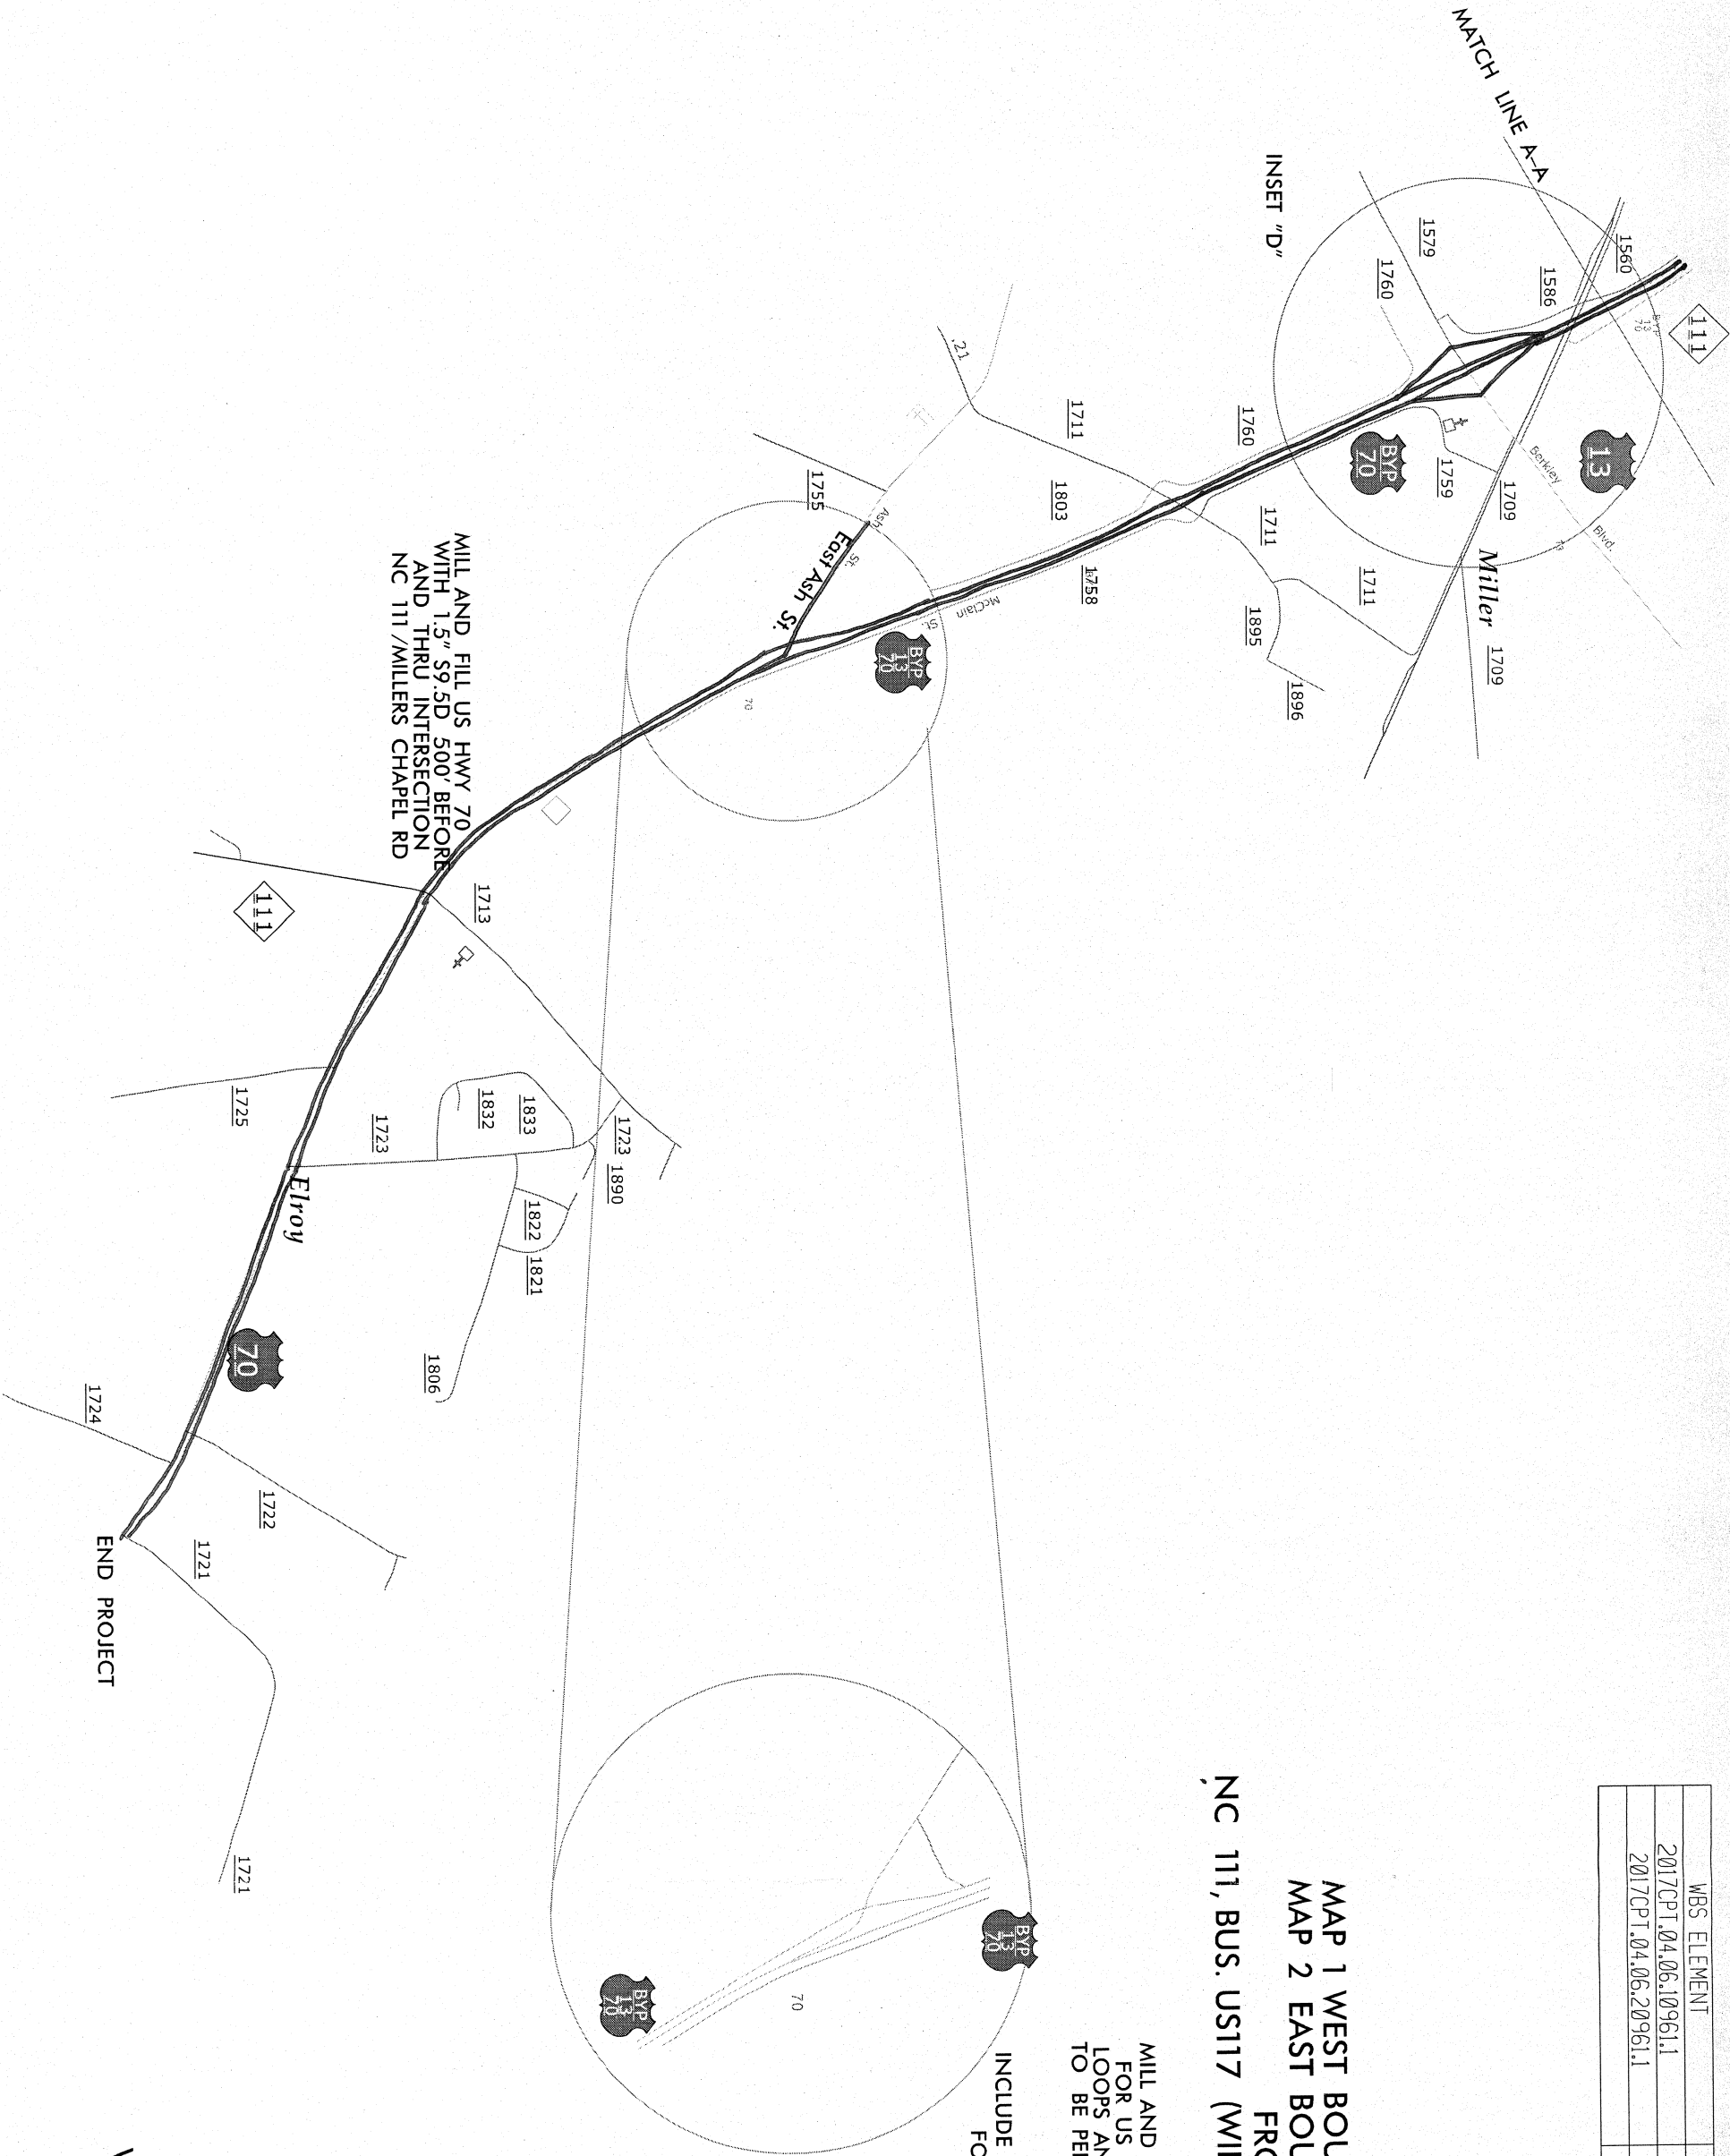 WBS ELEMENT
2017CPT.04.06.10961.1
2017CPT.04.06.20961.1
MAP 1 WEST BOU
MAP 2 EAST BOU
FRO
NC 111, BUS. US117 (WIL
MILL AND
FOR US
LOOPS AN
TO BE PER
INCLUDE
FO
MATCH LINE A-A
INSET "D"
111
1560
BYP
13
70
1586
1579
1760
13
Berkley
Blvd.
BYP
70
1759
1709
Miller
1709
1760
1711
1711
1711
1803
1758
1895
1896
McClain
St.
.21
1755
Ash
St.
East Ash St.
BYP
13
70
70
MILL AND FILL US HWY 70
WITH 1.5" S9.5D 500' BEFORE
AND THRU INTERSECTION
NC 111 /MILLERS CHAPEL RD
111
1713
1725
1723
1832
1833
1723
1890
1822
1821
1806
Elroy
70
1724
1722
1721
1721
END PROJECT
BYP
13
70
70
BYP
13
70